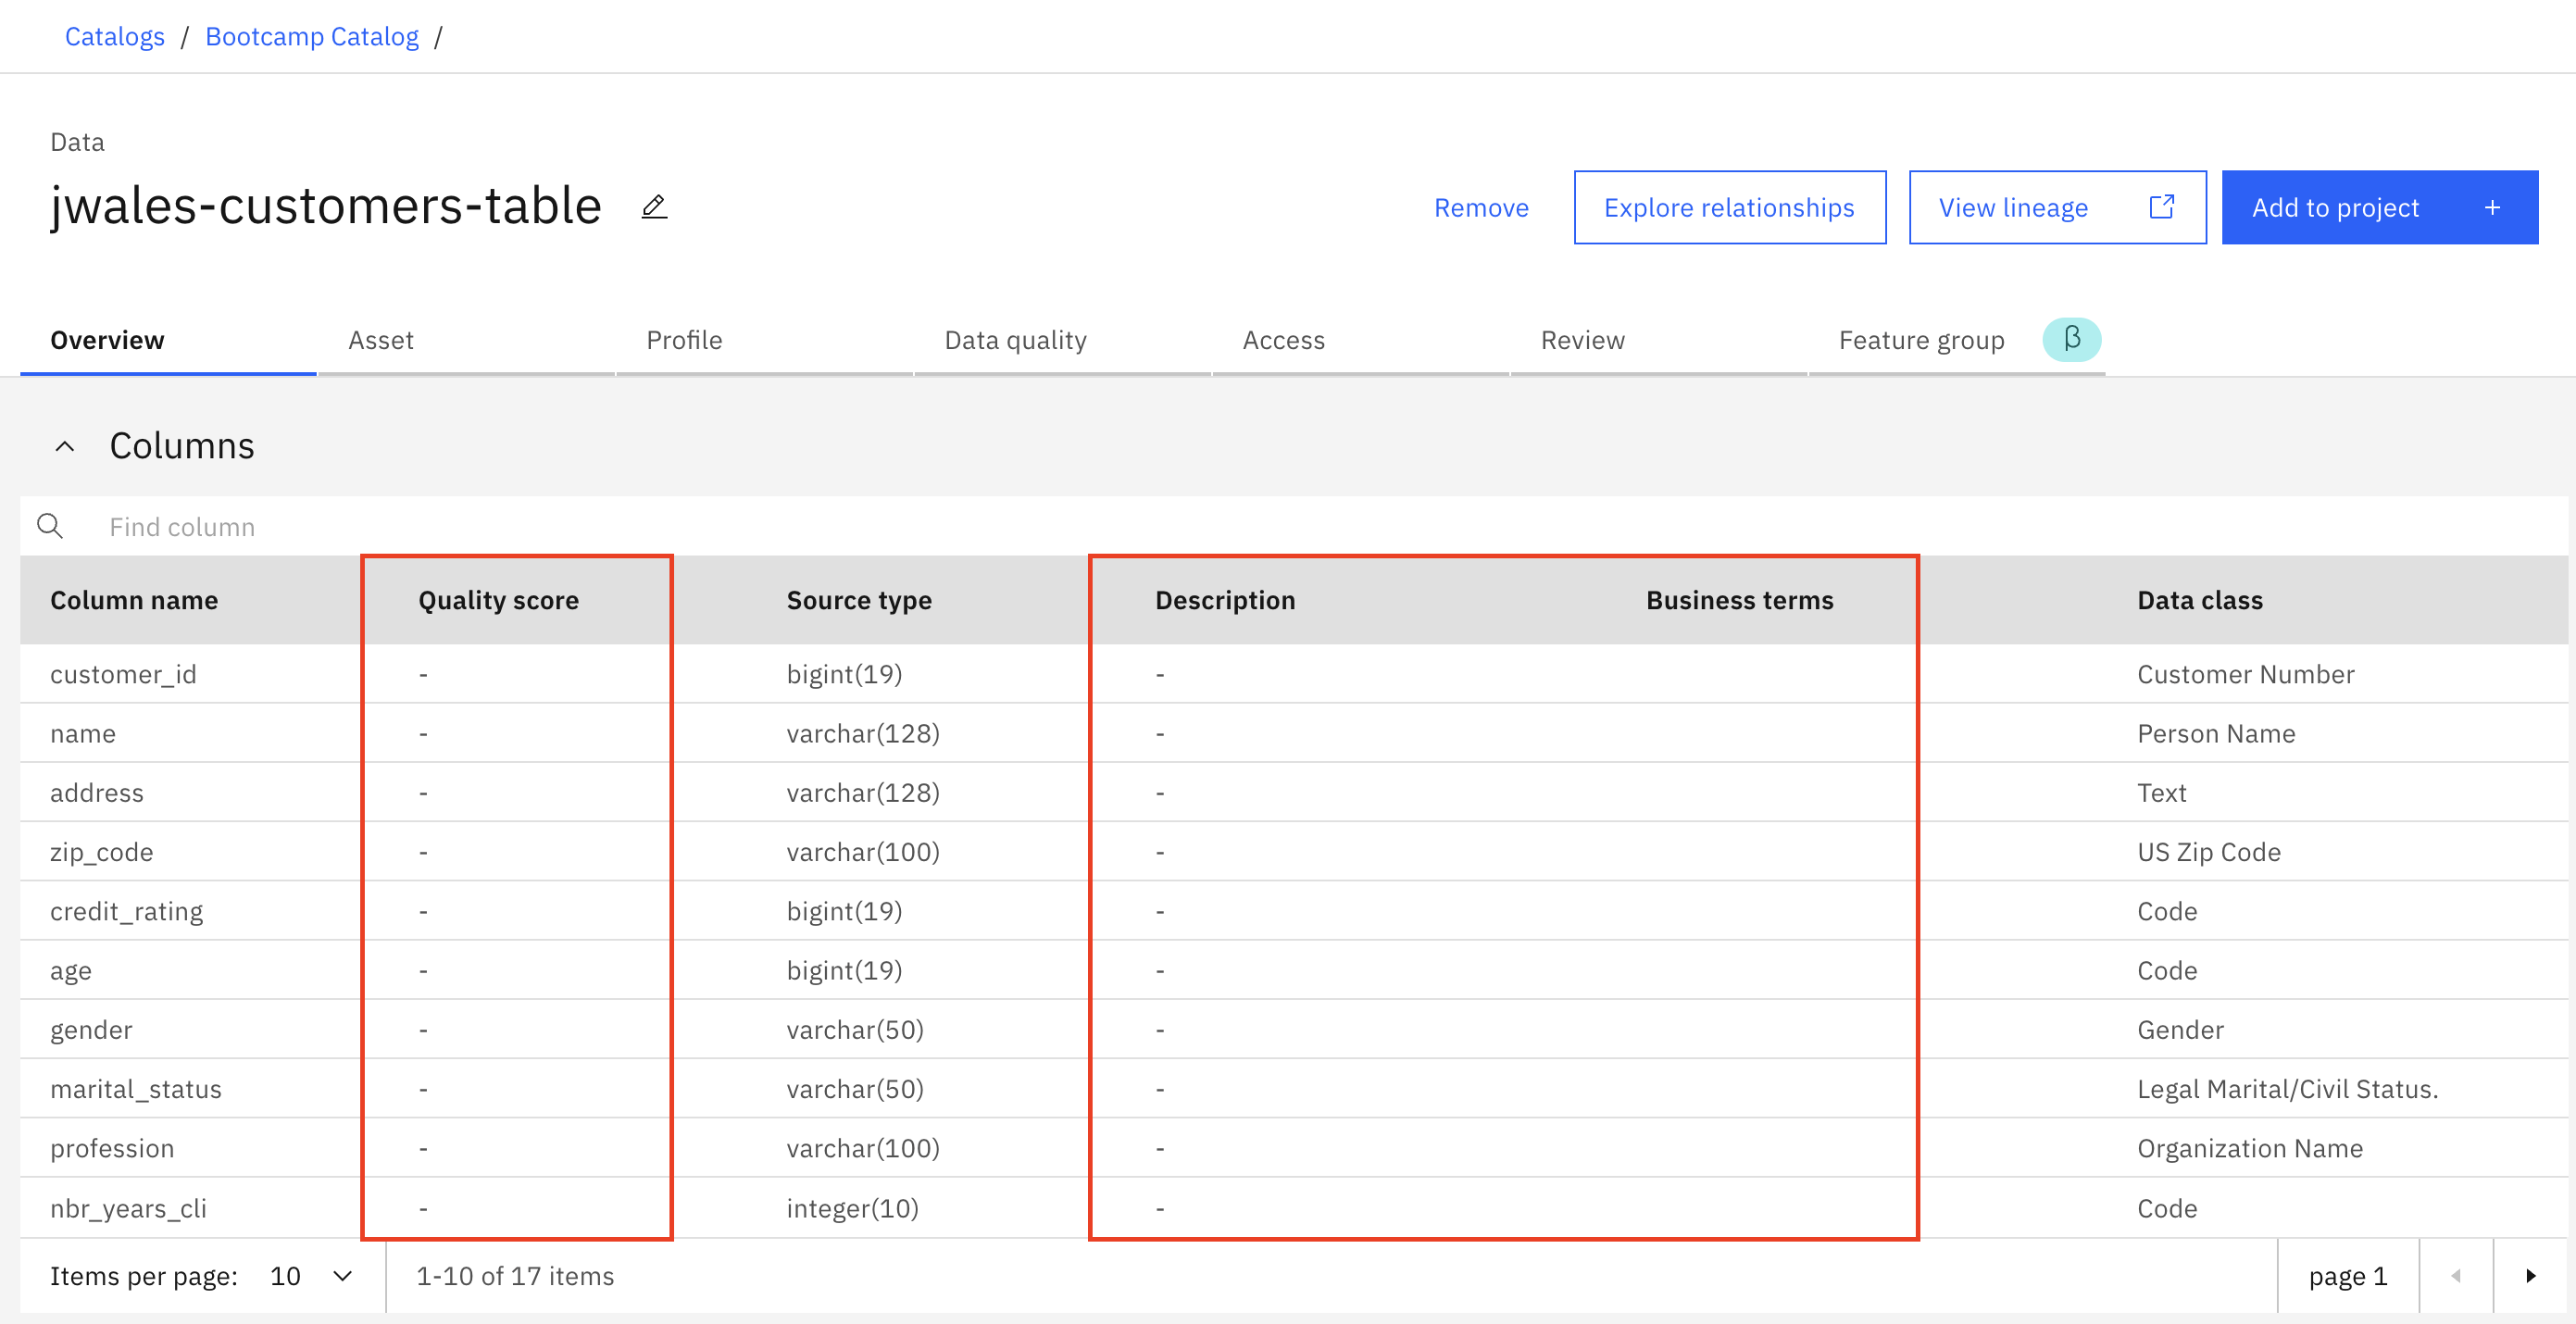 Catalogs / Bootcamp Catalog /
Data
jwales-customers-table
Remove Explore relationships View lineage Add to project +
Overview Asset Profile Data quality Access Review Feature group β
Columns
Find column
Column name Quality score Source type Description Business terms Data class
customer_id - bigint(19) - Customer Number
name - varchar(128) - Person Name
address - varchar(128) - Text
zip_code - varchar(100) - US Zip Code
credit_rating - bigint(19) - Code
age - bigint(19) - Code
gender - varchar(50) - Gender
marital_status - varchar(50) - Legal Marital/Civil Status.
profession - varchar(100) - Organization Name
nbr_years_cli - integer(10) - Code
Items per page: 10 1-10 of 17 items page 1